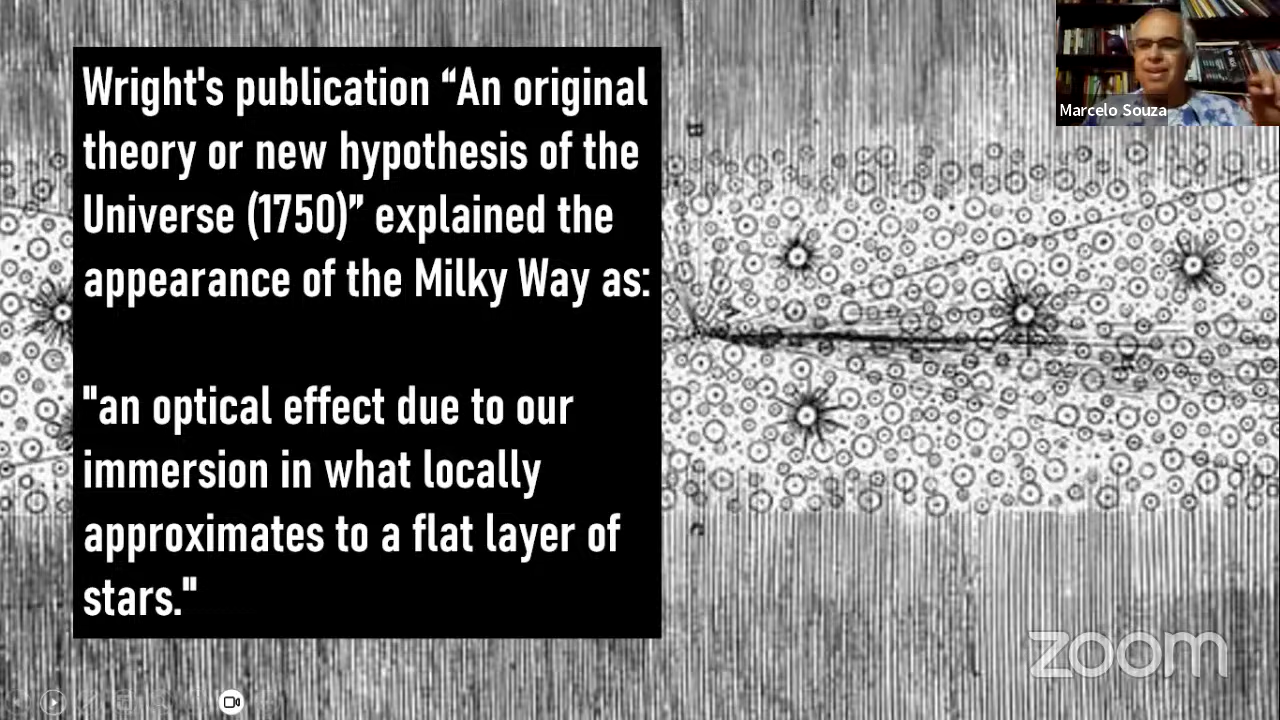 Wright's publication “An original
theory or new hypothesis of the
Universe (1750)” explained the
appearance of the Milky Way as:
"an optical effect due to our
immersion in what locally
approximates to a flat layer of
stars."
Marcelo Souza
B
zoom